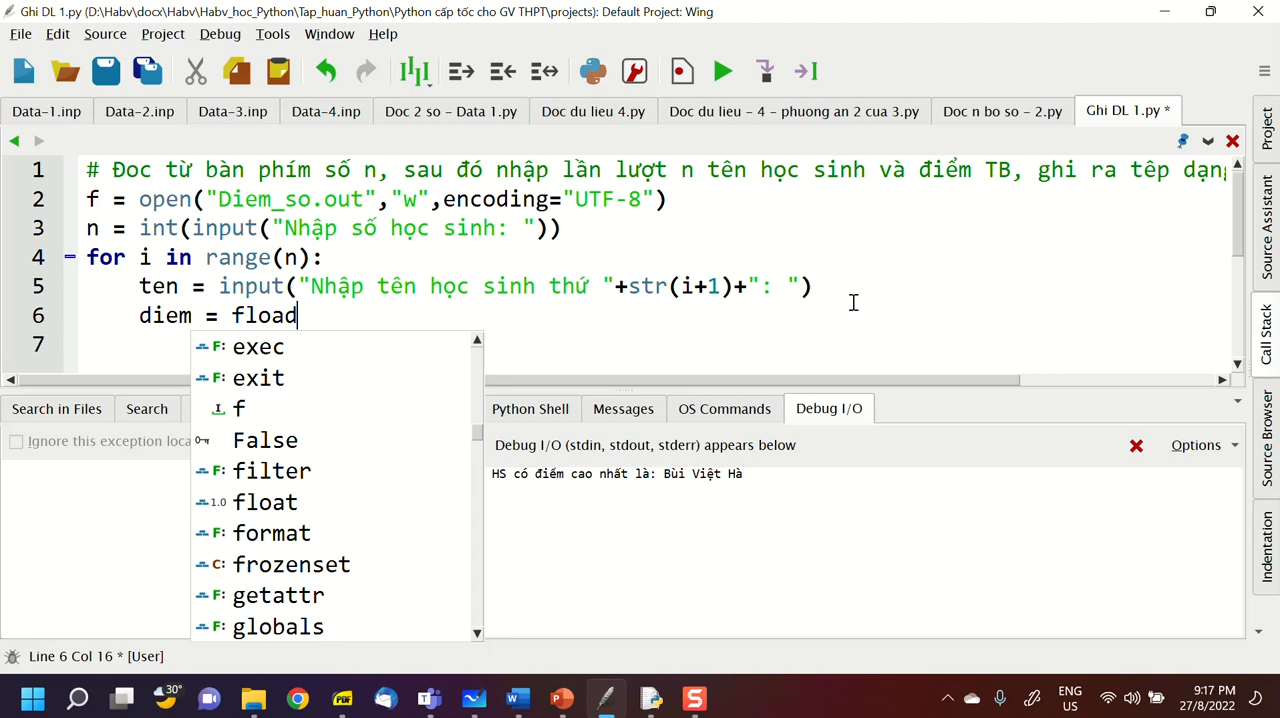 Ghi DL 1.py (D:\Habv\docx\Habv\Habv_hoc_Python\Tap_huan_Python\Python cấp tốc cho GV THPT\projects): Default Project: Wing
File Edit Source Project Debug Tools Window Help
Data-1.inp Data-2.inp Data-3.inp Data-4.inp Doc 2 so - Data 1.py Doc du lieu 4.py Doc du lieu - 4 - phuong an 2 cua 3.py Doc n bo so - 2.py Ghi DL 1.py *
1 # Đoc từ bàn phím số n, sau đó nhập lần lượt n tên học sinh và điểm TB, ghi ra têp dạng
2 f = open("Diem_so.out","w",encoding="UTF-8")
3 n = int(input("Nhập số học sinh: "))
4 for i in range(n):
5 ten = input("Nhập tên học sinh thứ "+str(i+1)+": ")
6 diem = fload
7
exec
exit
f
False
filter
float
format
frozenset
getattr
globals
Search in Files Search Python Shell Messages OS Commands Debug I/O
Ignore this exception loca
Debug I/O (stdin, stdout, stderr) appears below Options
HS có điểm cao nhất là: Bùi Việt Hà
Project
Source Assistant
Call Stack
Source Browser
Indentation
Line 6 Col 16 * [User]
30°
PDF
ENG
US
9:17 PM
27/8/2022